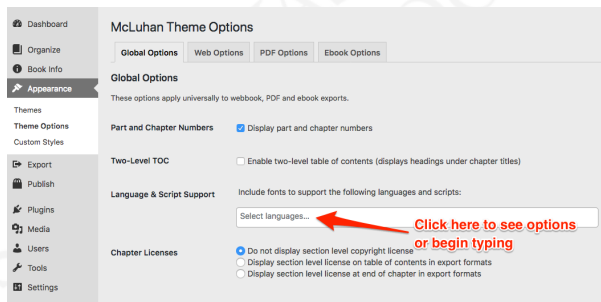 Dashboard
Organize
Book Info
Appearance
Themes
Theme Options
Custom Styles
Export
Publish
Plugins
Media
Users
Tools
Settings
McLuhan Theme Options
Global Options Web Options PDF Options Ebook Options
Global Options
These options apply universally to webbook, PDF and ebook exports.
Part and Chapter Numbers Display part and chapter numbers
Two-Level TOC Enable two-level table of contents (displays headings under chapter titles)
Language & Script Support Include fonts to support the following languages and scripts:
Select languages...
Click here to see options
or begin typing
Chapter Licenses Do not display section level copyright license
Display section level license on table of contents in export formats
Display section level license at end of chapter in export formats